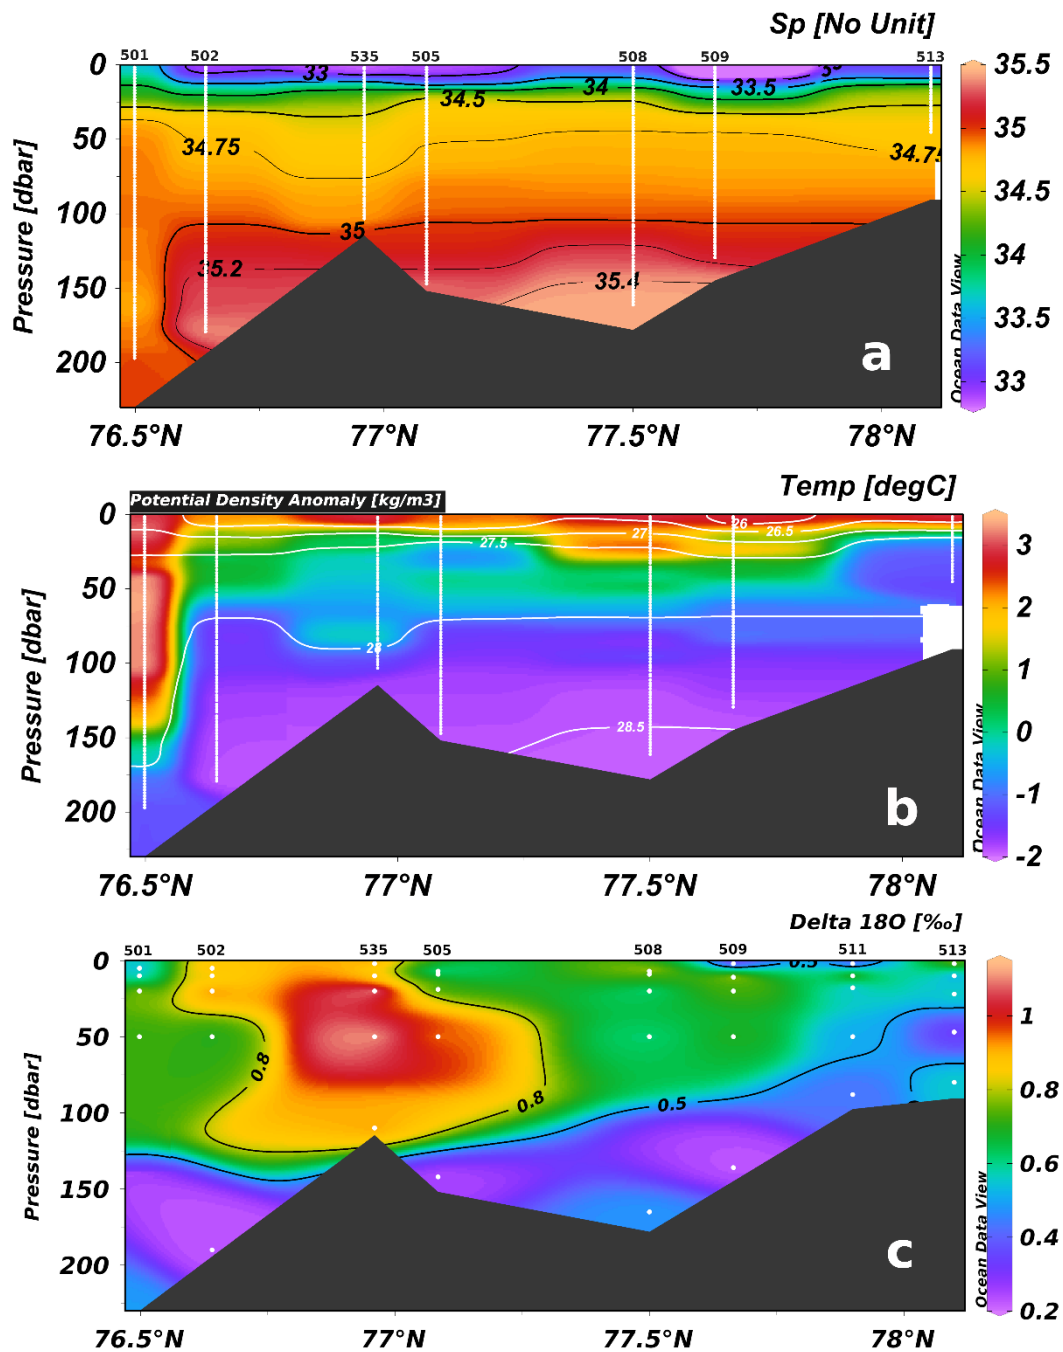 Sp [No Unit]
501 502 535 505 508 509 513
0
50
100
150
200
Pressure [dbar]
33
34
33.5
34.5
34.75
34.75
35
35.2
35.4
a
Ocean Data View
35.5
35
34.5
34
33.5
33
76.5°N 77°N 77.5°N 78°N
Temp [degC]
Potential Density Anomaly [kg/m3]
0
50
100
150
200
Pressure [dbar]
26
27
26.5
27.5
28
28.5
b
Ocean Data View
3
2
1
0
-1
-2
76.5°N 77°N 77.5°N 78°N
Delta 18O [‰]
501 502 535 505 508 509 511 513
0
50
100
150
200
Pressure [dbar]
0.5
0.8
0.8
0.5
c
Ocean Data View
1
0.8
0.6
0.4
0.2
76.5°N 77°N 77.5°N 78°N